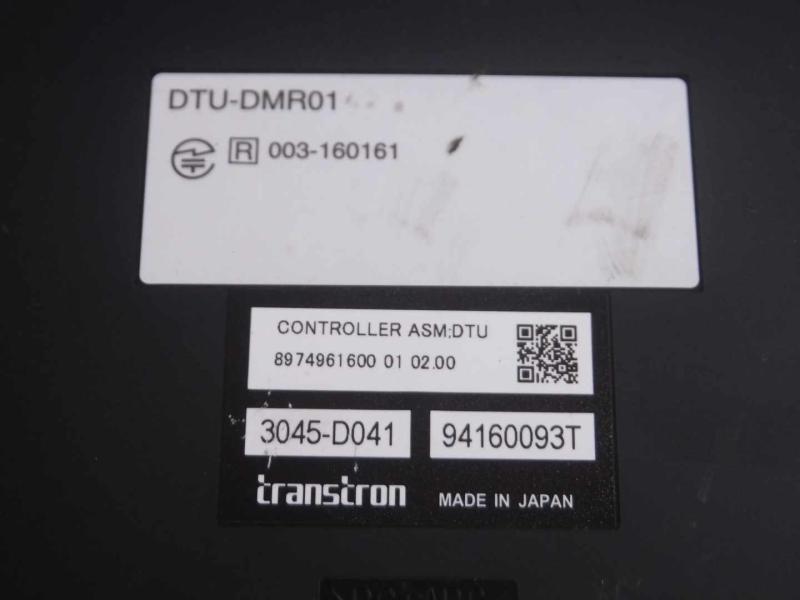 DTU-DMR01
R 003-160161
CONTROLLER ASM;DTU
8974961600 01 02.00
3045-D041 94160093T
transtron MADE IN JAPAN